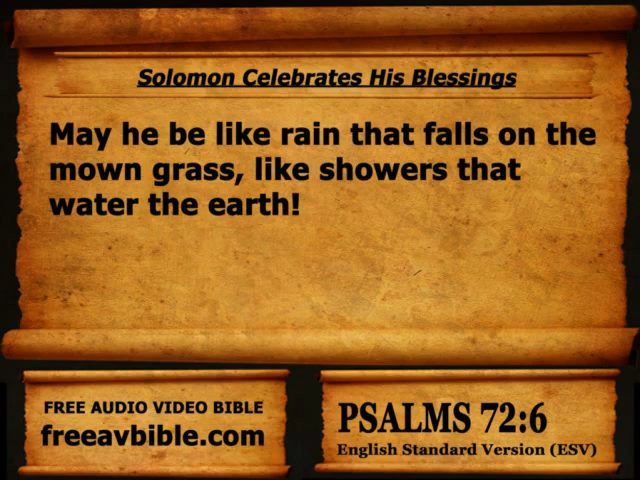 Solomon Celebrates His Blessings
May he be like rain that falls on the
mown grass, like showers that
water the earth!
FREE AUDIO VIDEO BIBLE
freeavbible.com
PSALMS 72:6
English Standard Version (ESV)